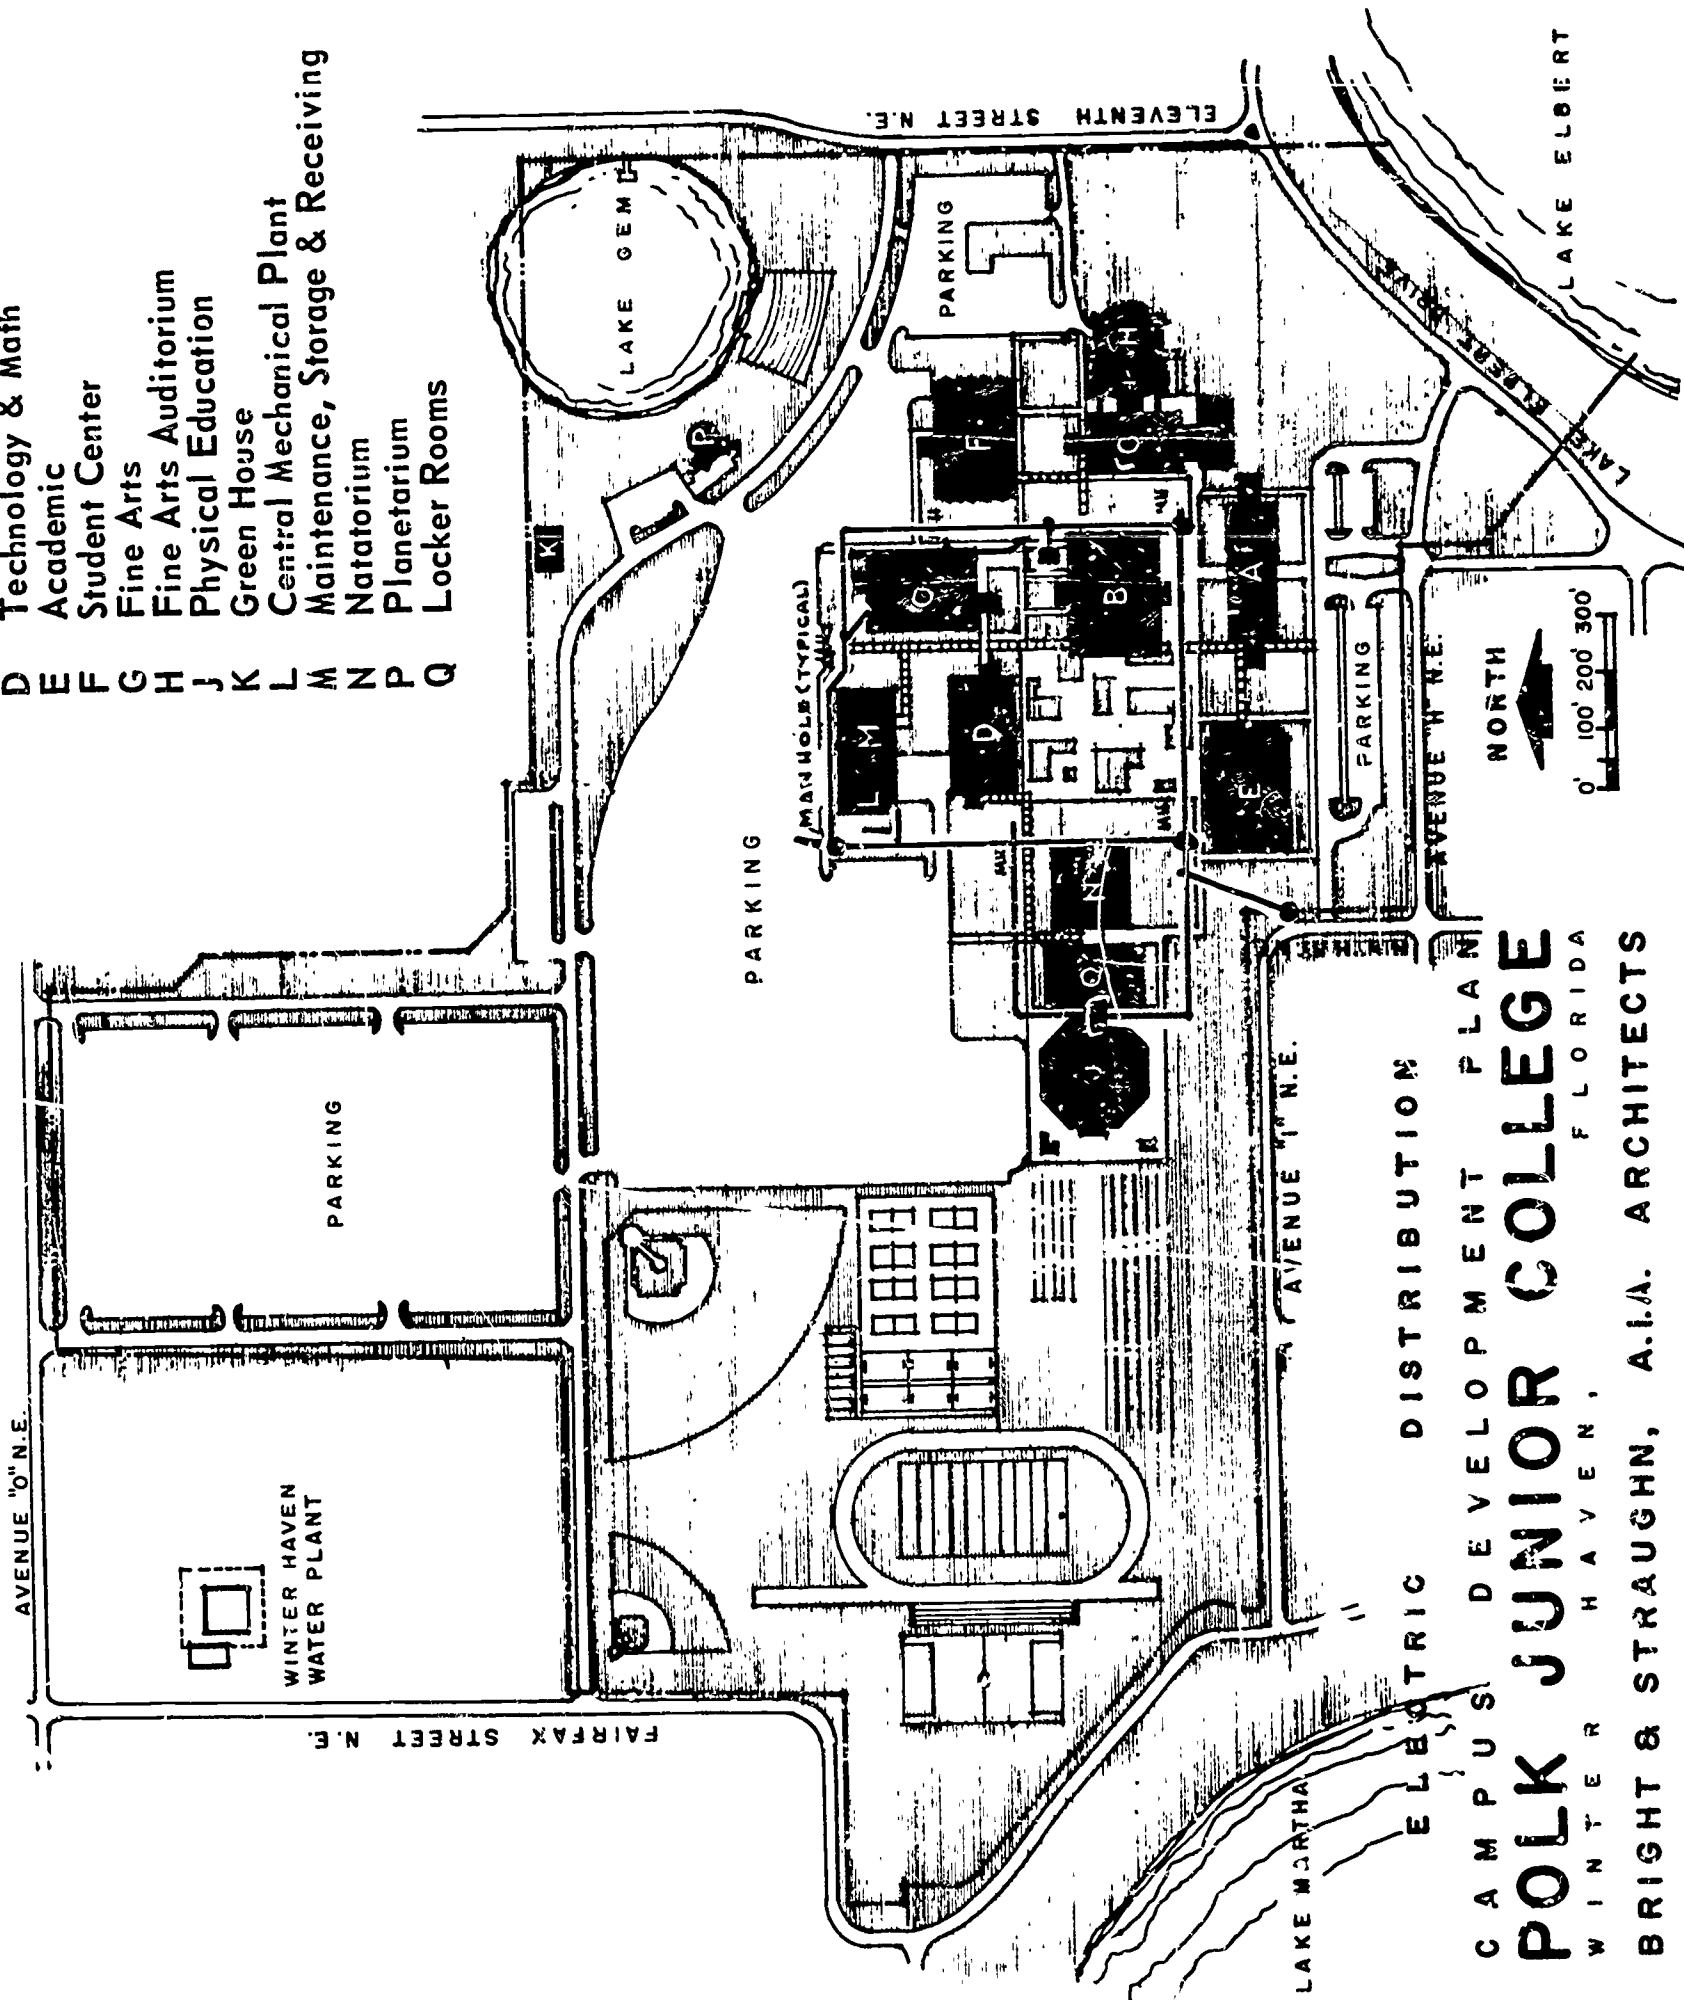 D Technology & Math
E Academic
F Student Center
G Fine Arts
H Fine Arts Auditorium
J Physical Education
K Green House
L Central Mechanical Plant
M Maintenance, Storage & Receiving
N Natatorium
P Planetarium
Q Locker Rooms
AVENUE "O" N.E.
WINTER HAVEN
WATER PLANT
PARKING
FAIRFAX STREET N.E.
K
LAKE GEM
P
ELEVENTH STREET N.E.
PARKING
MANHOLE (TYPICAL)
PARKING
L M
C
F
H
G
D
B
N
Q
J
E
A
AVENUE "I" N.E.
PARKING
AVENUE "H" N.E.
LAKE ELBERT DRIVE
LAKE ELBERT
LAKE MARTHA
NORTH
0' 100' 200' 300'
ELECTRIC DISTRIBUTION
CAMPUS DEVELOPMENT PLAN
POLK JUNIOR COLLEGE
WINTER HAVEN, FLORIDA
BRIGHT & STRAUGHN, A.I.A. ARCHITECTS